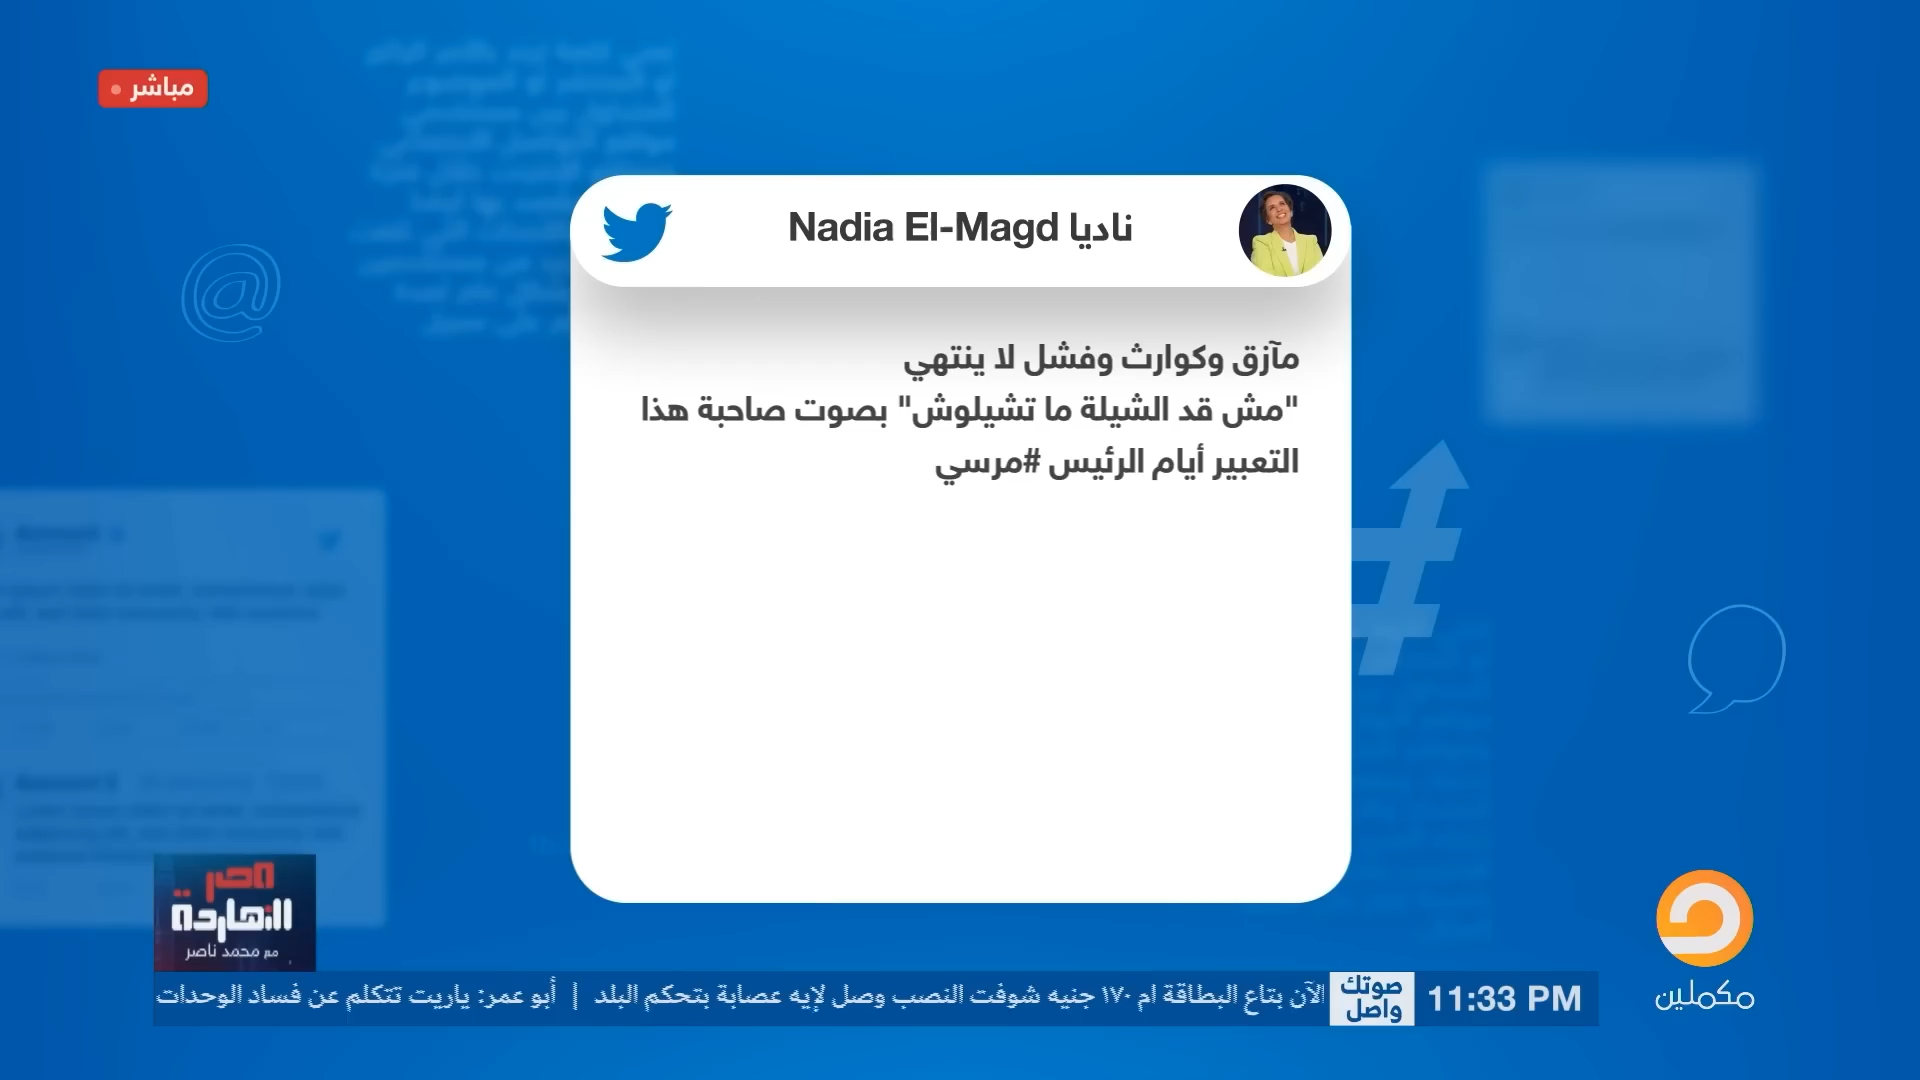 مباشر
Nadia El-Magd ناديا
مآزق وكوارث وفشل لا ينتهي
"مش قد الشيلة ما تشيلوش" بصوت صاحبة هذا
التعبير أيام الرئيس #مرسي
مصر
النهاردة
مع محمد ناصر
صوتك
واصل
11:33 PM
الآن بتاع البطاقة ام ١٧٠ جنيه شوفت النصب وصل لإيه عصابة بتحكم البلد | أبو عمر: ياريت تتكلم عن فساد الوحدات
مكملين